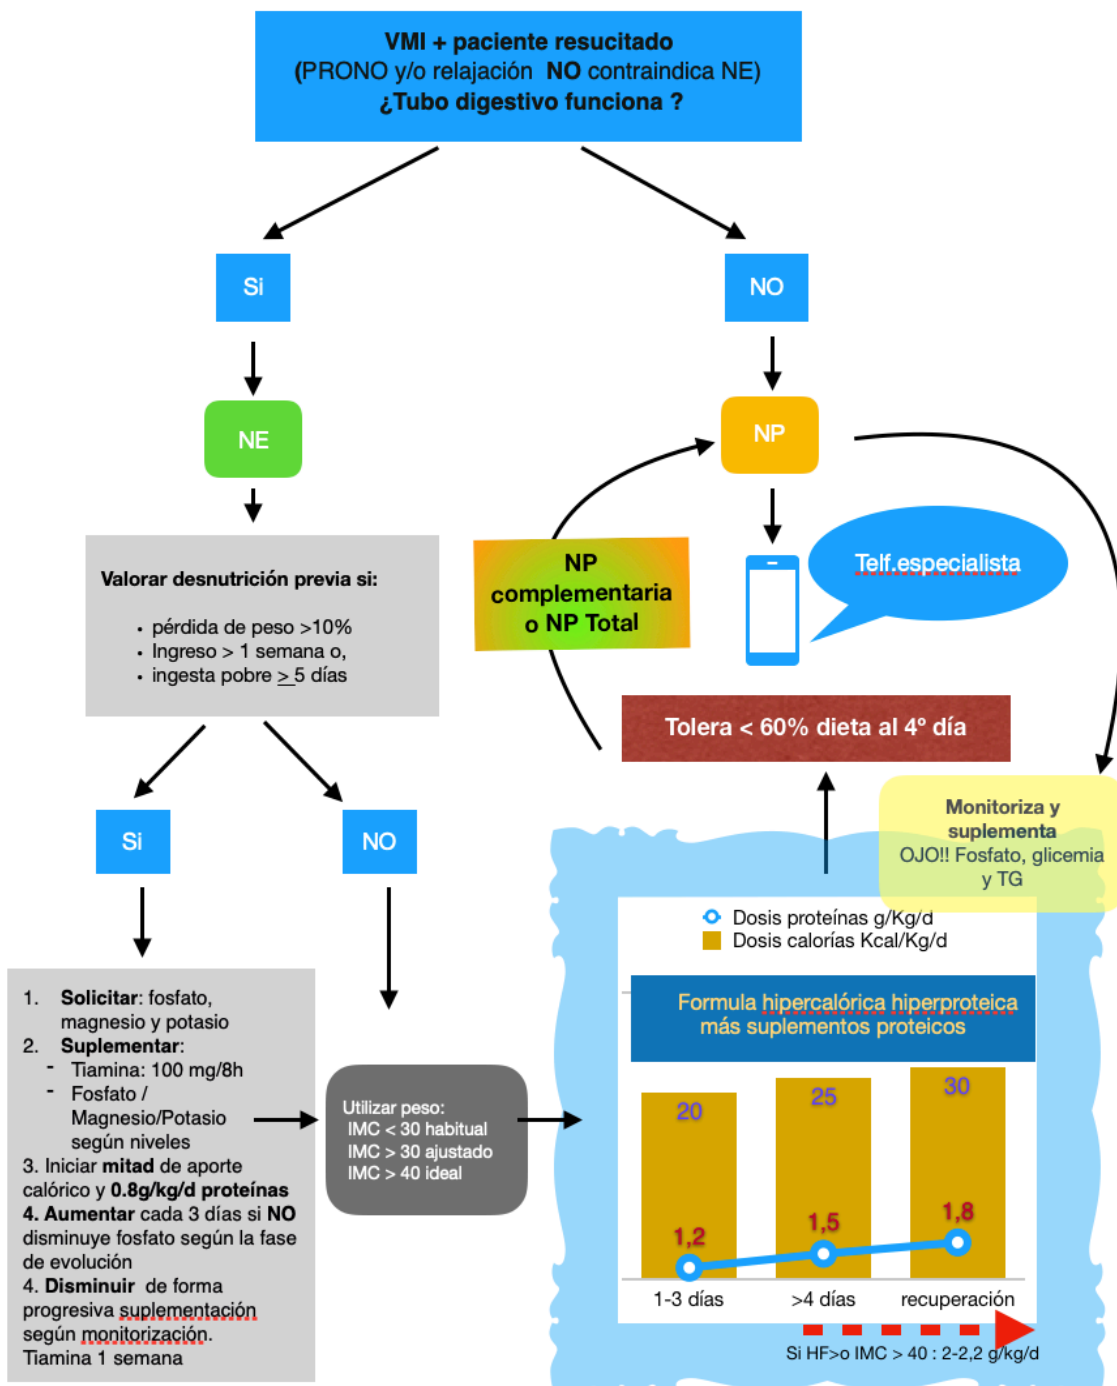 VMI + paciente resucitado
(PRONO y/o relajación NO contraindica NE)
¿Tubo digestivo funciona ?
Si
NO
NE
NP
Valorar desnutrición previa si:
• pérdida de peso >10%
• Ingreso > 1 semana o,
• ingesta pobre > 5 días
NP
complementaria
o NP Total
Telf.especialista
Tolera < 60% dieta al 4º día
Si
NO
Monitoriza y
suplementa
OJO!! Fosfato, glicemia
y TG
1. Solicitar: fosfato,
magnesio y potasio
2. Suplementar:
- Tiamina: 100 mg/8h
- Fosfato /
Magnesio/Potasio
según niveles
3. Iniciar mitad de aporte
calórico y 0.8g/kg/d proteínas
4. Aumentar cada 3 días si NO
disminuye fosfato según la fase
de evolución
4. Disminuir de forma
progresiva suplementación
según monitorización.
Tiamina 1 semana
Utilizar peso:
IMC < 30 habitual
IMC > 30 ajustado
IMC > 40 ideal
Dosis proteínas g/Kg/d
Dosis calorías Kcal/Kg/d
Formula hipercalórica hiperproteica
más suplementos proteicos
20
25
30
1,2
1,5
1,8
1-3 días
>4 días
recuperación
Si HF>o IMC > 40 : 2-2,2 g/kg/d